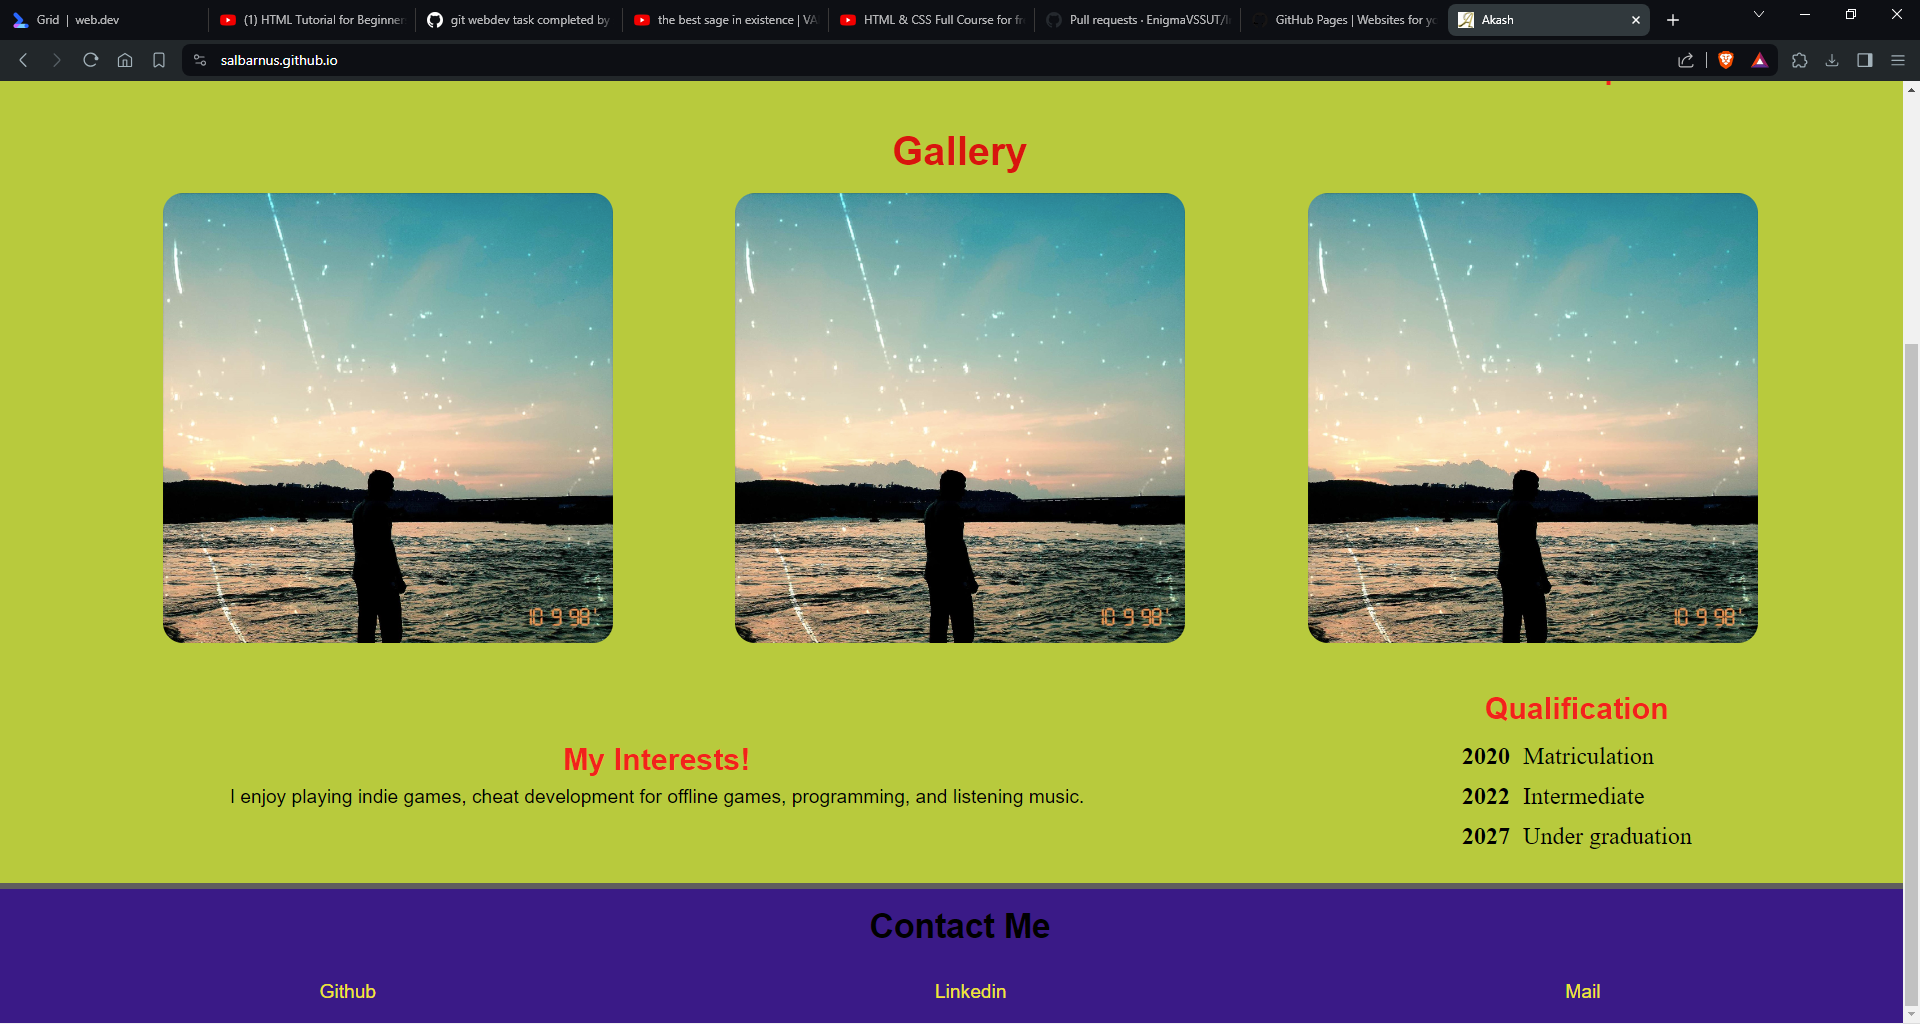 Grid | web.dev
(1) HTML Tutorial for Beginner
git webdev task completed by
the best sage in existence | VA
HTML & CSS Full Course for fr
Pull requests · EnigmaVSSUT/I
GitHub Pages | Websites for yo
Akash
salbarnus.github.io
Gallery
10 9 98'
10 9 98'
10 9 98'
Qualification
My Interests!
2020 Matriculation
I enjoy playing indie games, cheat development for offline games, programming, and listening music.
2022 Intermediate
2027 Under graduation
Contact Me
Github
Linkedin
Mail